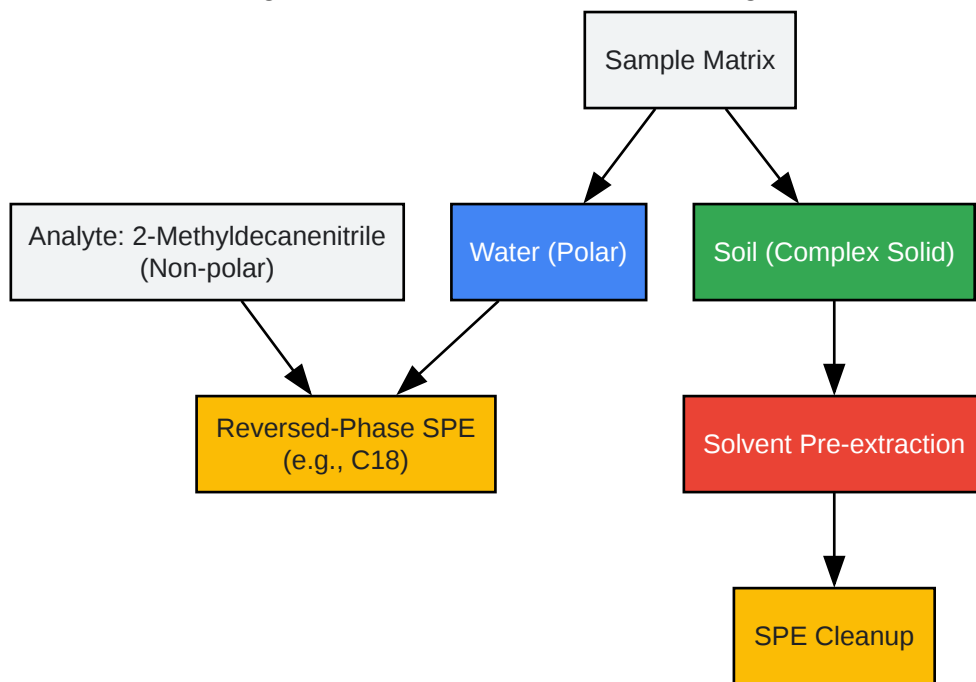 Sample Matrix
Analyte: 2-Methyldecanenitrile
(Non-polar)
Water (Polar)
Soil (Complex Solid)
Reversed-Phase SPE
(e.g., C18)
Solvent Pre-extraction
SPE Cleanup